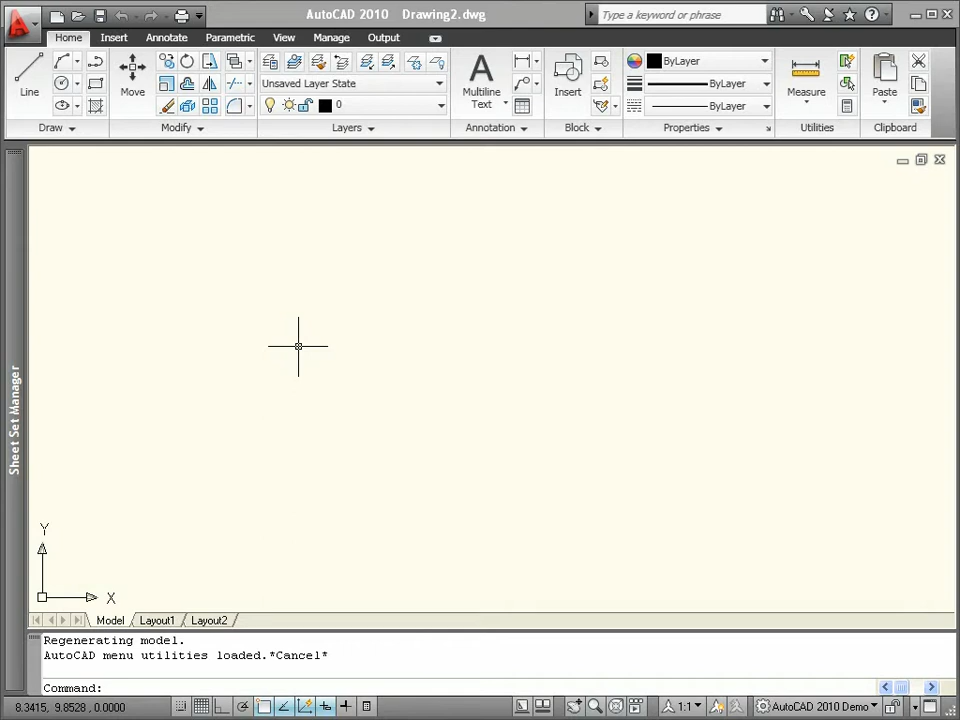 AutoCAD 2010 Drawing2.dwg
Type a keyword or phrase
Home Insert Annotate Parametric View Manage Output
Line
Move
Unsaved Layer State
0
Multiline
Text
Insert
ByLayer
ByLayer
ByLayer
Measure
Paste
Draw Modify Layers Annotation Block Properties Utilities Clipboard
Sheet Set Manager
Y
X
Model Layout1 Layout2
Regenerating model.
AutoCAD menu utilities loaded.*Cancel*
Command:
8.3415, 9.8528 , 0.0000
1:1
AutoCAD 2010 Demo